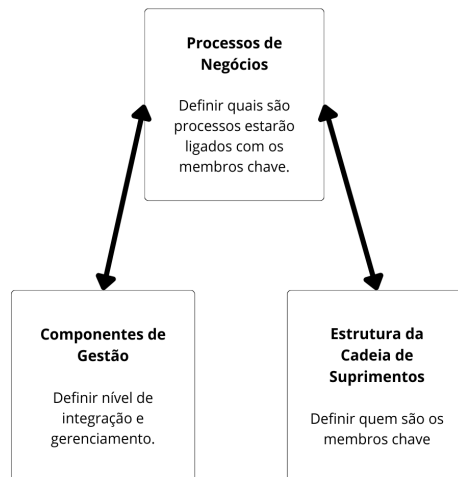 Processos de
Negócios
Definir quais são
processos estarão
ligados com os
membros chave.
Componentes de
Gestão
Definir nível de
integração e
gerenciamento.
Estrutura da
Cadeia de
Suprimentos
Definir quem são os
membros chave